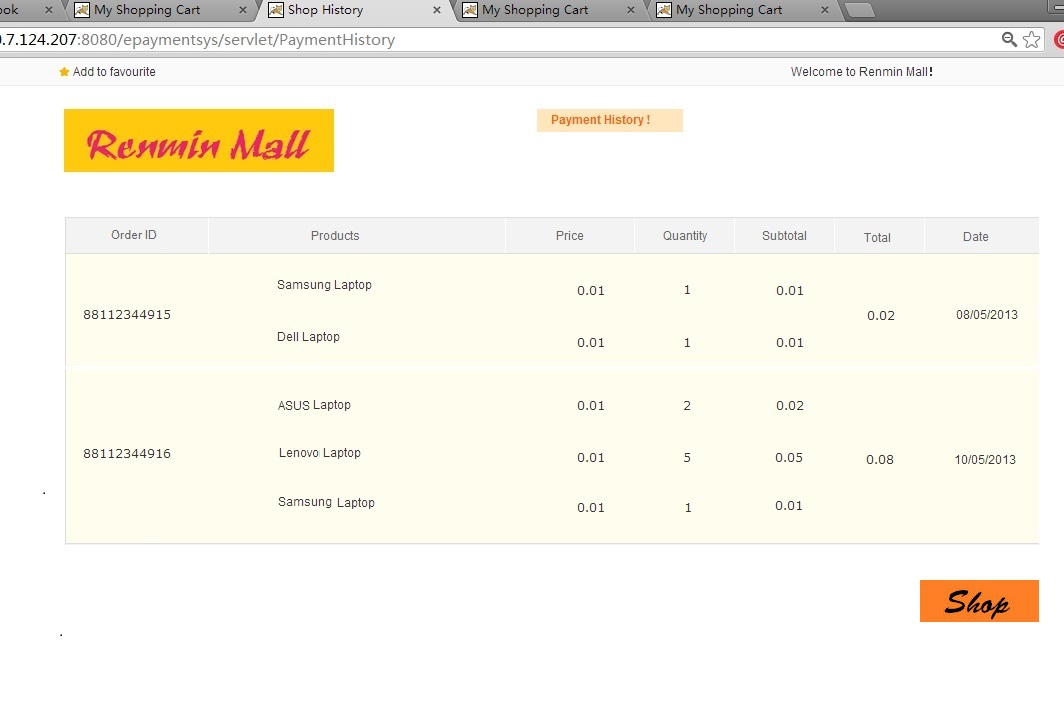 ook My Shopping Cart Shop History My Shopping Cart My Shopping Cart
.7.124.207:8080/epaymentsys/servlet/PaymentHistory
Add to favourite Welcome to Renmin Mall!
Renmin Mall Payment History !
Order ID Products Price Quantity Subtotal Total Date
Samsung Laptop 0.01 1 0.01
88112344915 0.02 08/05/2013
Dell Laptop 0.01 1 0.01
ASUS Laptop 0.01 2 0.02
88112344916 Lenovo Laptop 0.01 5 0.05 0.08 10/05/2013
Samsung Laptop 0.01 1 0.01
Shop